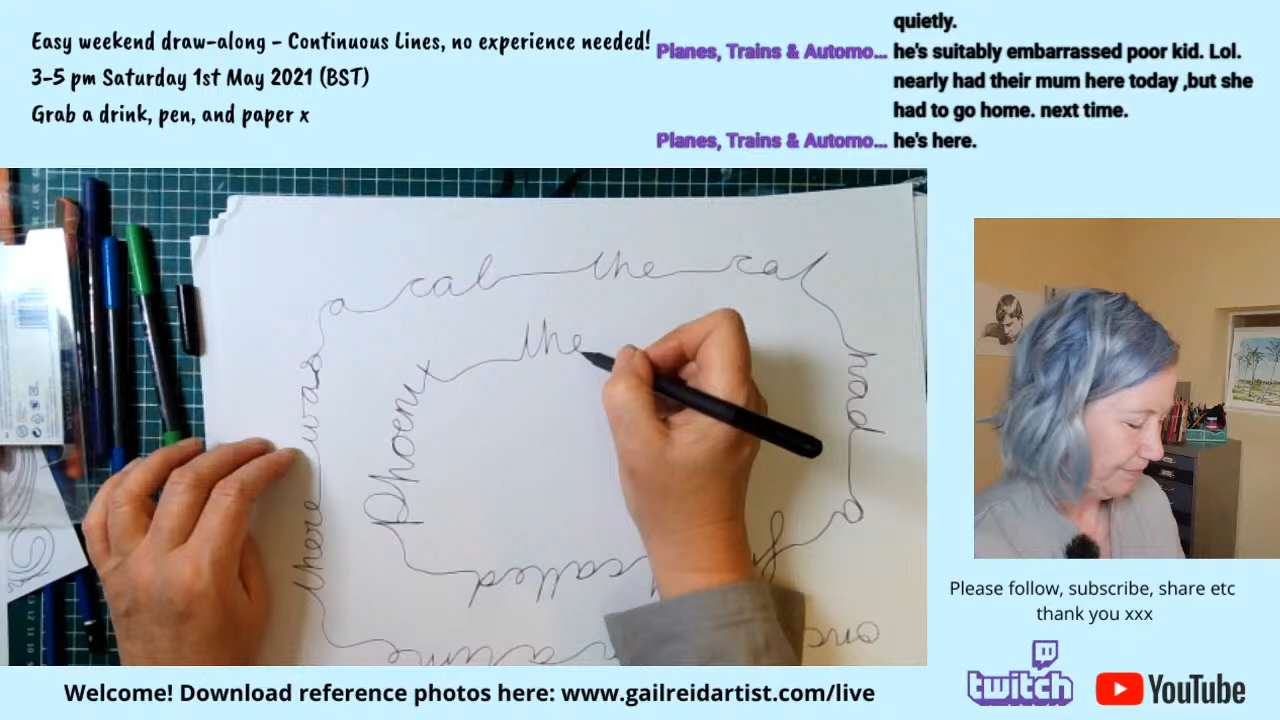 Easy weekend draw-along - Continuous Lines, no experience needed!
3-5 pm Saturday 1st May 2021 (BST)
Grab a drink, pen, and paper x
quietly.
Planes, Trains & Automo... he's suitably embarrassed poor kid. Lol.
nearly had their mum here today ,but she
had to go home. next time.
Planes, Trains & Automo... he's here.
once
a time
there was
a cat the cat
had a
called
Phoenix
the
Please follow, subscribe, share etc
thank you xxx
twitch
YouTube
Welcome! Download reference photos here: www.gailreidartist.com/live